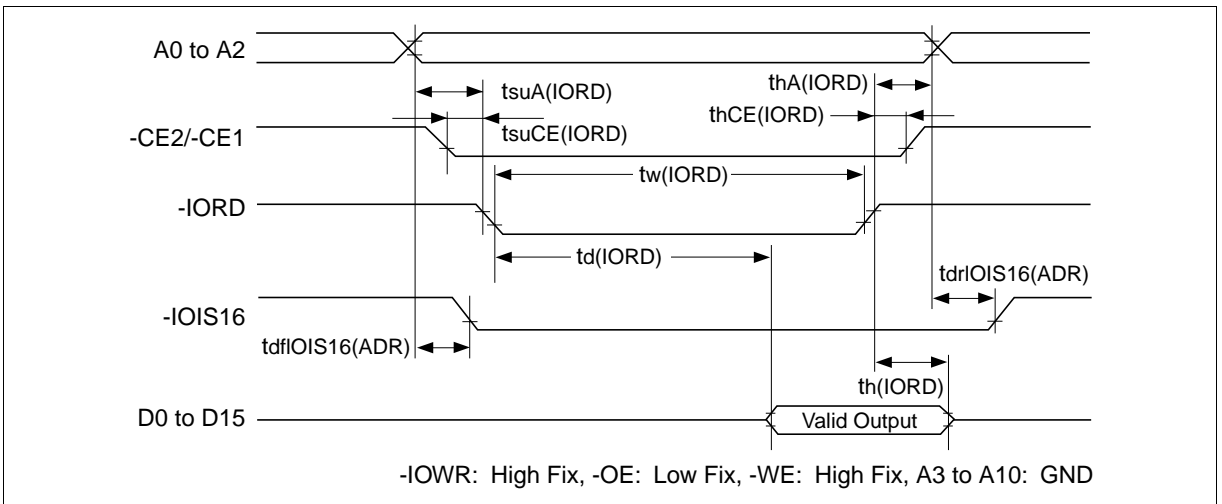 A0 to A2
tsuA(IORD)
thA(IORD)
-CE2/-CE1
tsuCE(IORD)
thCE(IORD)
tw(IORD)
-IORD
td(IORD)
tdrIOIS16(ADR)
-IOIS16
tdfIOIS16(ADR)
th(IORD)
D0 to D15
Valid Output
-IOWR: High Fix, -OE: Low Fix, -WE: High Fix, A3 to A10: GND